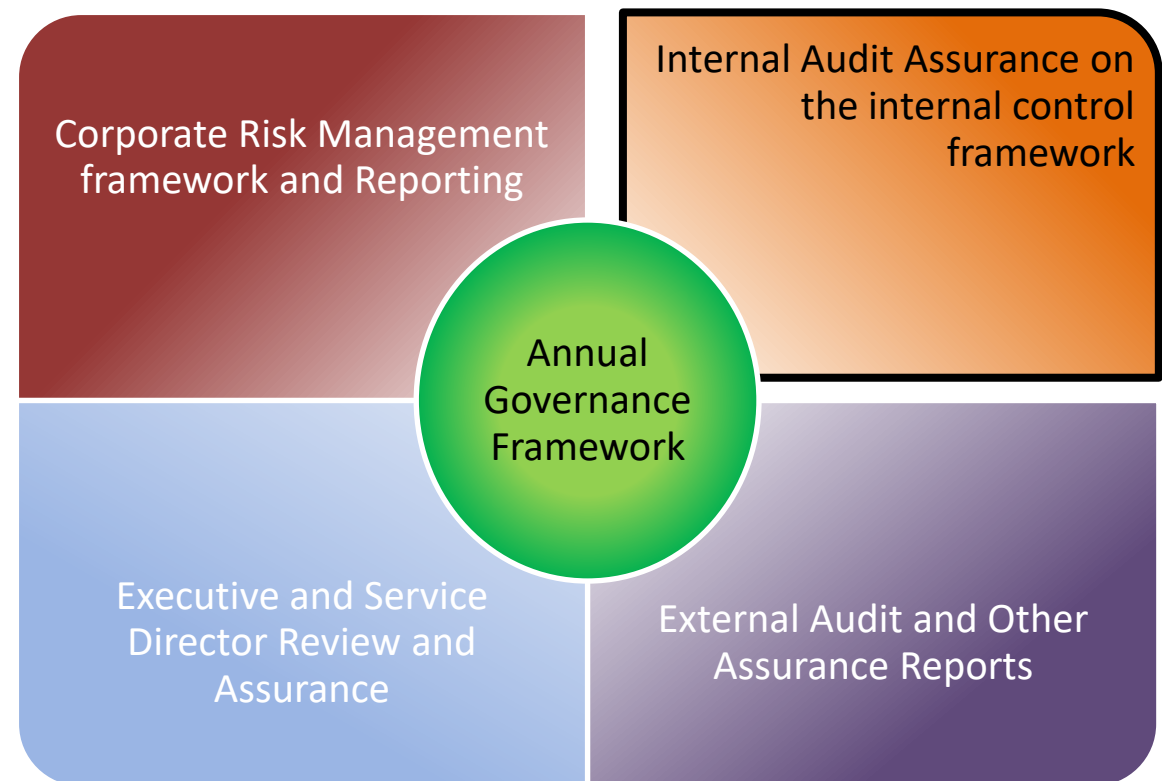 Corporate Risk Management
framework and Reporting
Internal Audit Assurance on
the internal control
framework
Annual
Governance
Framework
Executive and Service
Director Review and
Assurance
External Audit and Other
Assurance Reports